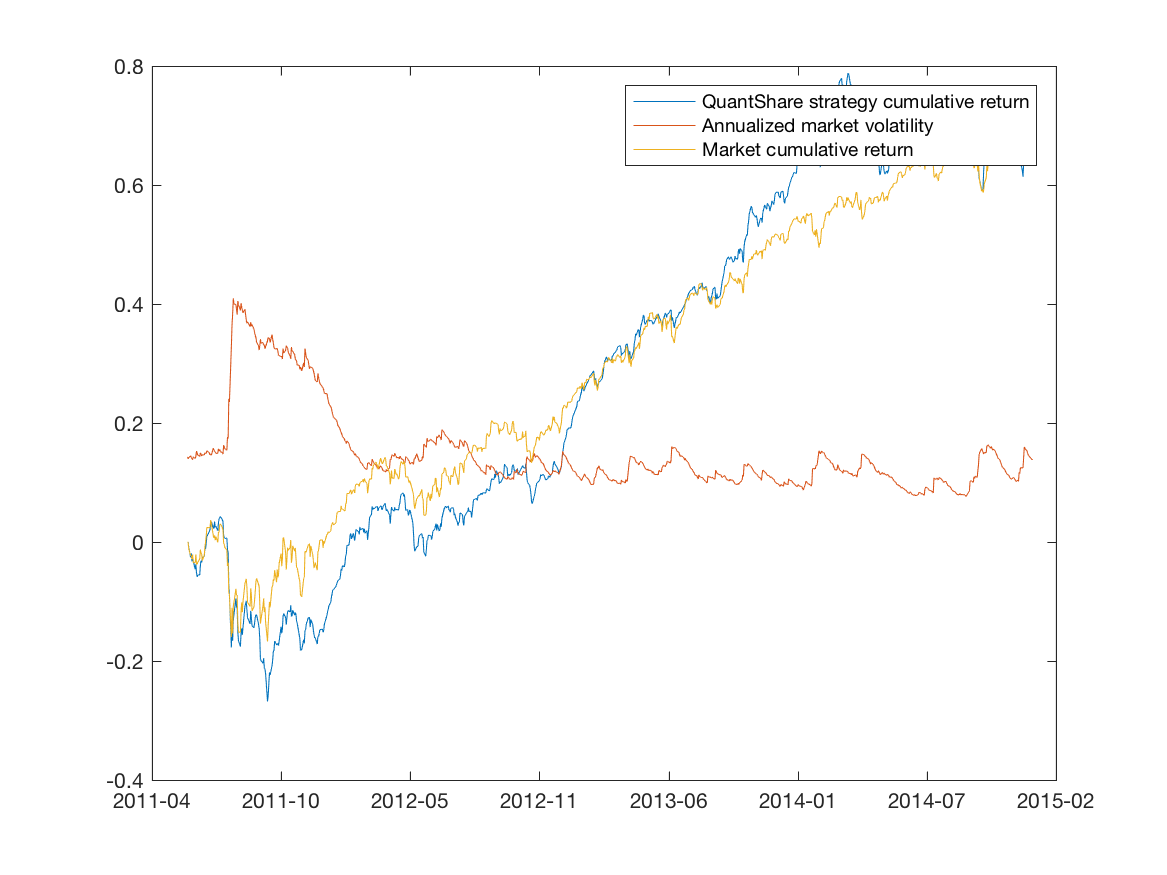 0.8
0.6
0.4
0.2
0
-0.2
-0.4
2011-04 2011-10 2012-05 2012-11 2013-06 2014-01 2014-07 2015-02
QuantShare strategy cumulative return
Annualized market volatility
Market cumulative return